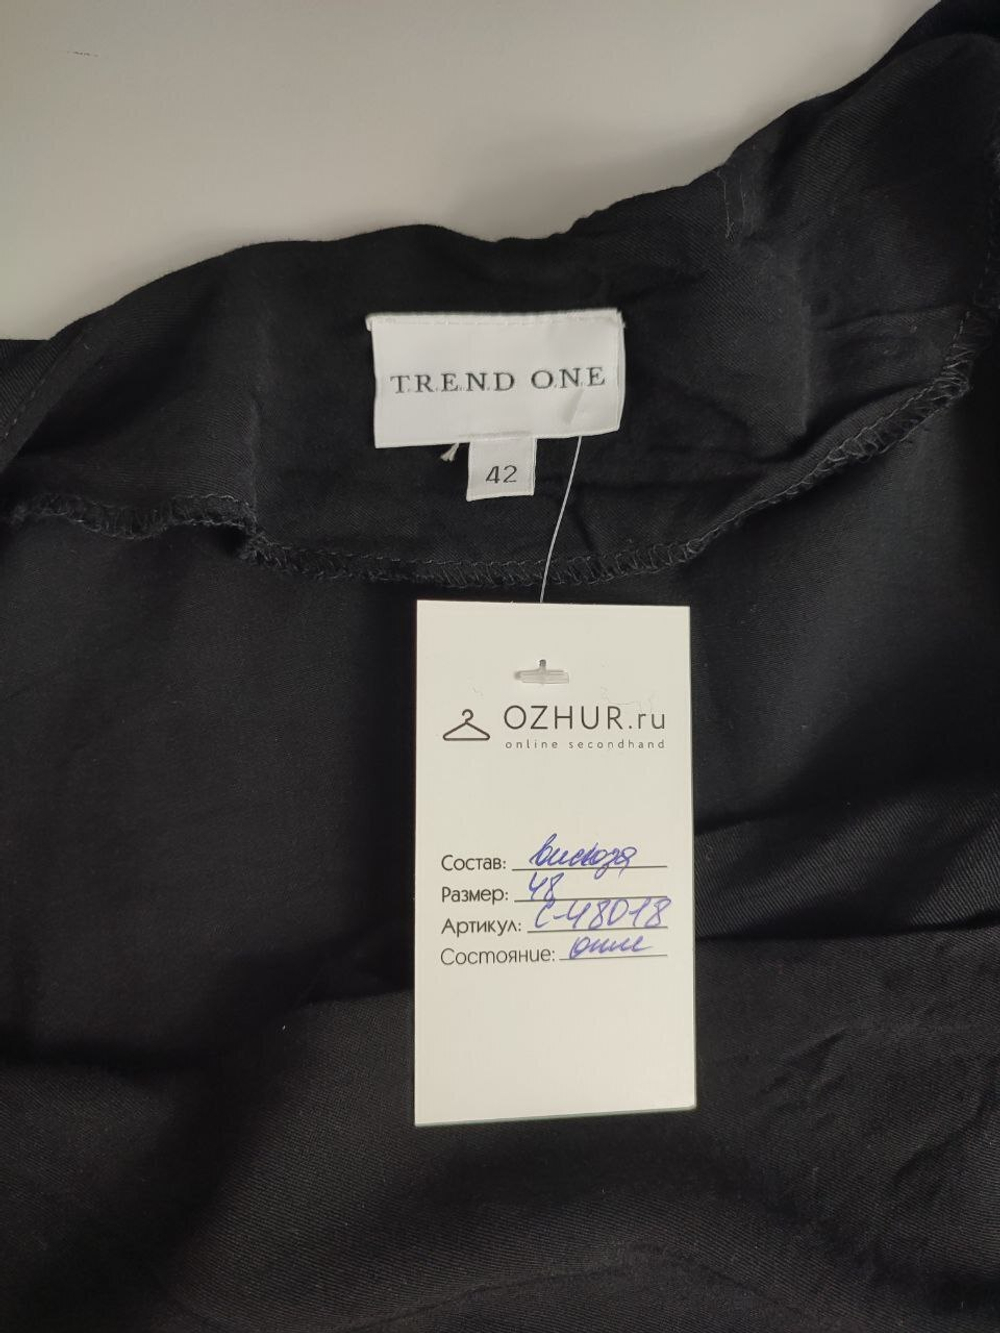 TREND ONE
42
OZHUR.ru
online secondhand
Состав: вискоза
Размер: 48
Артикул: С-48018
Состояние: